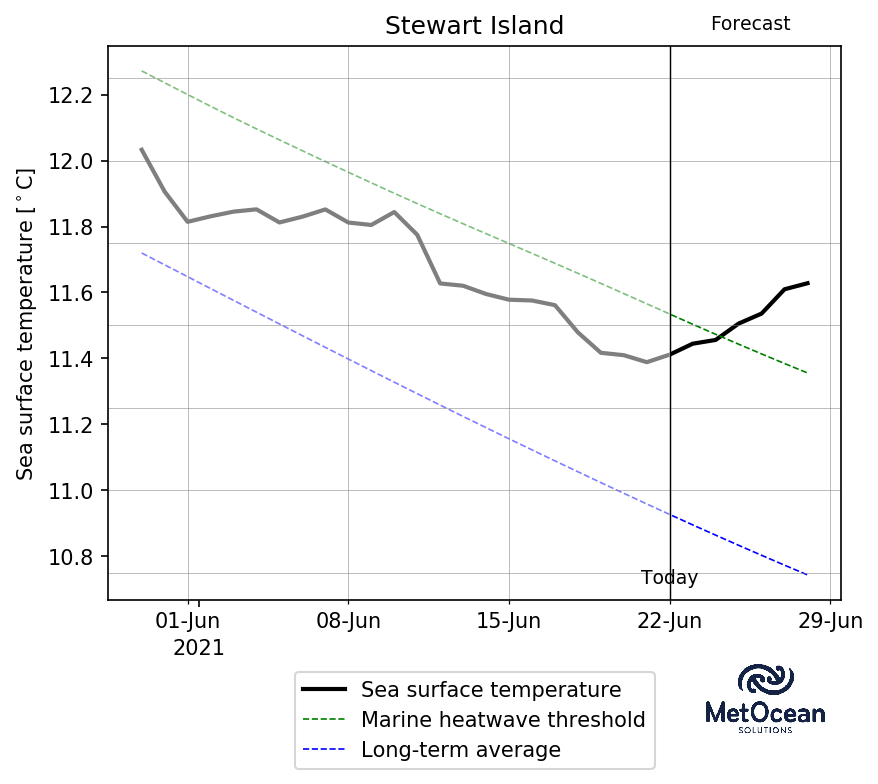 Stewart Island
Forecast
Sea surface temperature [°C]
12.2
12.0
11.8
11.6
11.4
11.2
11.0
10.8
Today
01-Jun
08-Jun
15-Jun
22-Jun
29-Jun
2021
Sea surface temperature
Marine heatwave threshold
Long-term average
MetOcean
SOLUTIONS